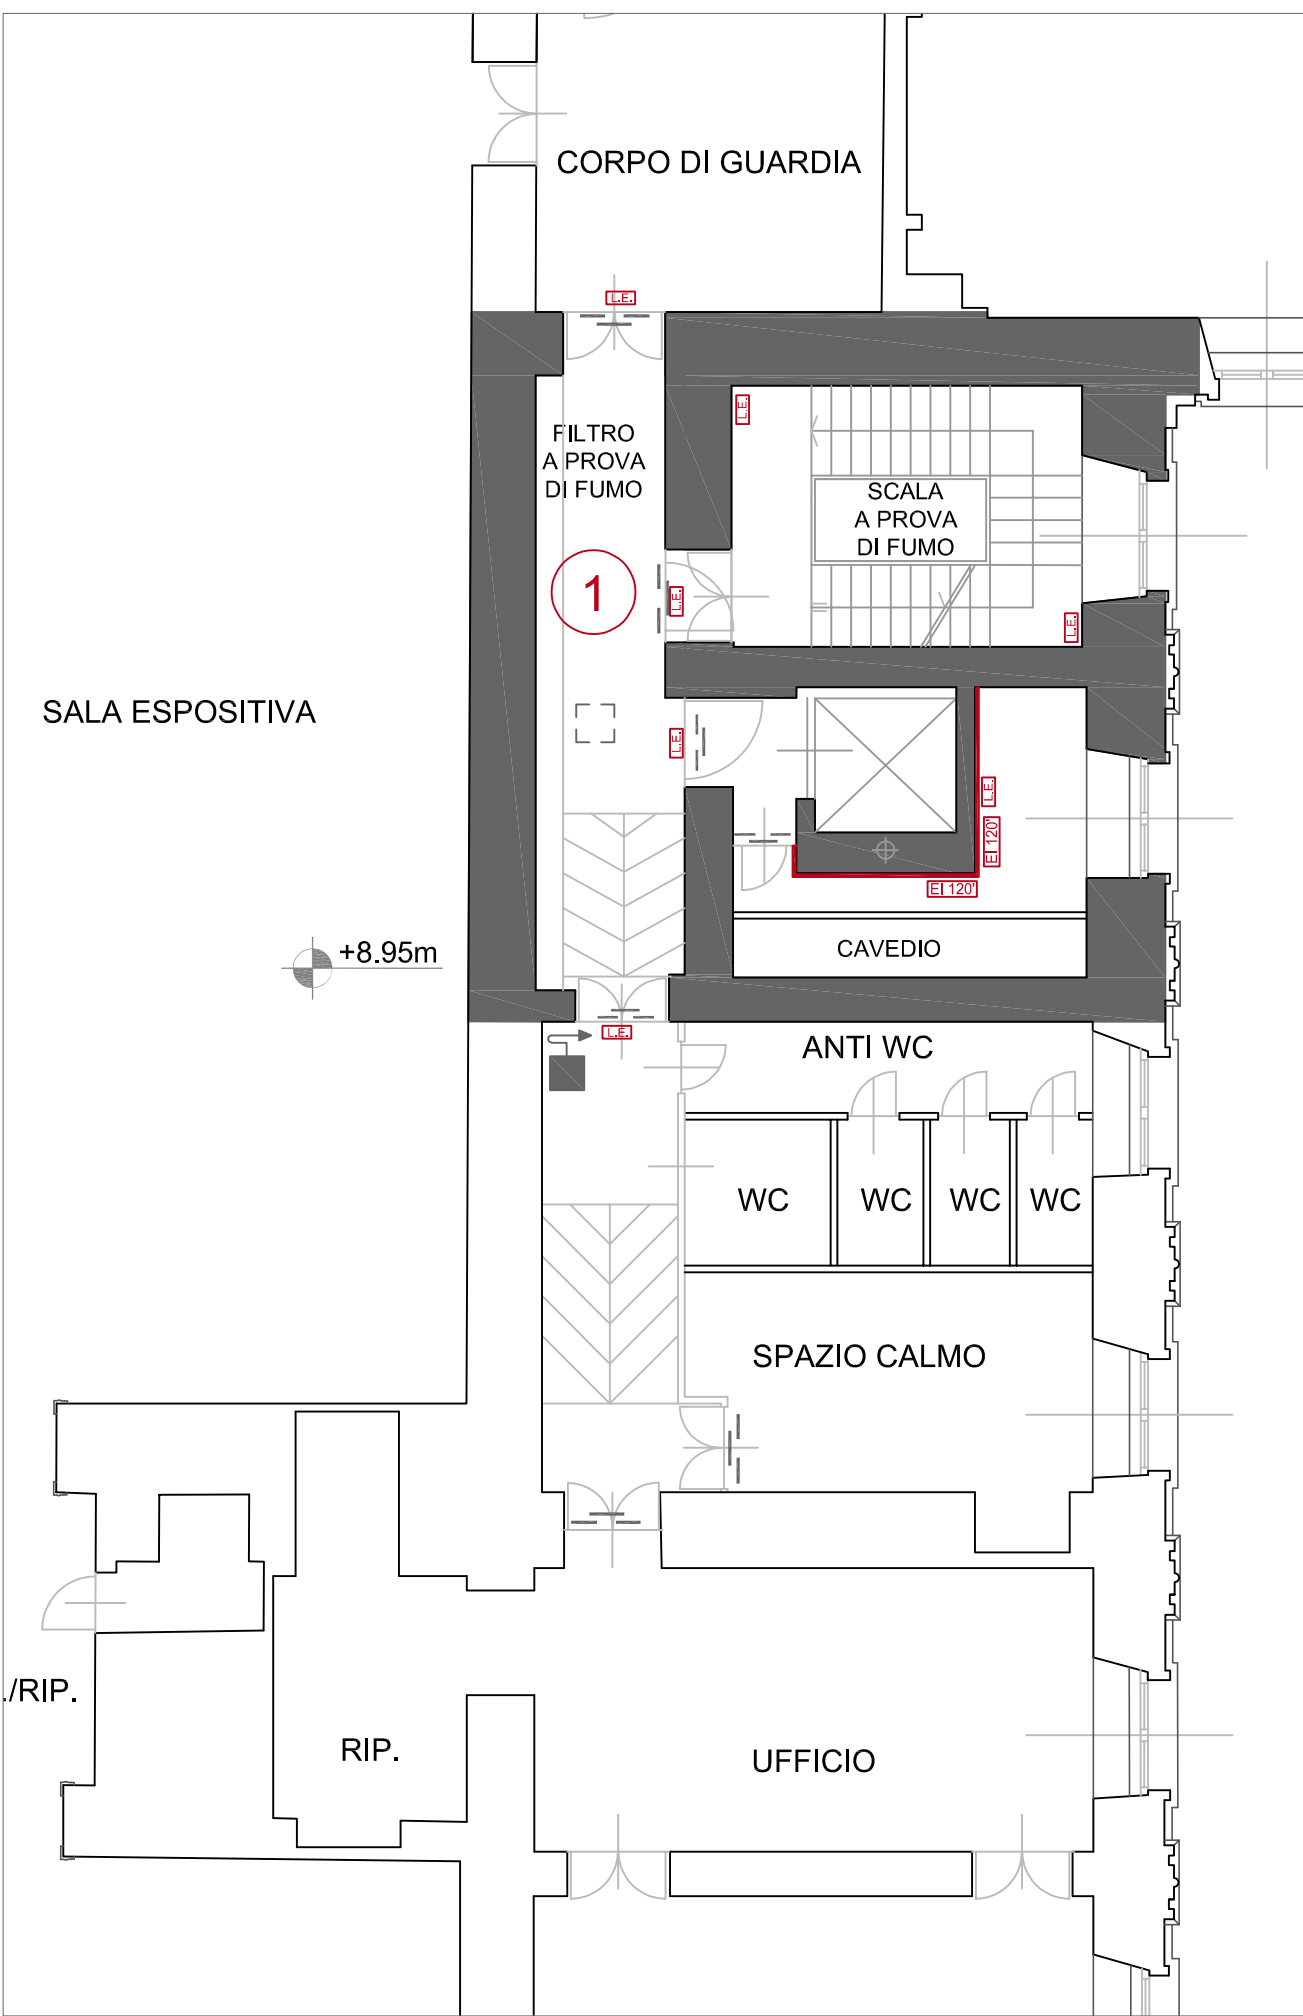 CORPO DI GUARDIA
L.E.
L.E.
FILTRO
A PROVA
DI FUMO
SCALA
A PROVA
DI FUMO
1
L.E.
L.E.
SALA ESPOSITIVA
L.E.
L.E.
EI 120'
EI 120'
CAVEDIO
+8.95m
L.E.
ANTI WC
WC
WC
WC
WC
SPAZIO CALMO
./RIP.
RIP.
UFFICIO